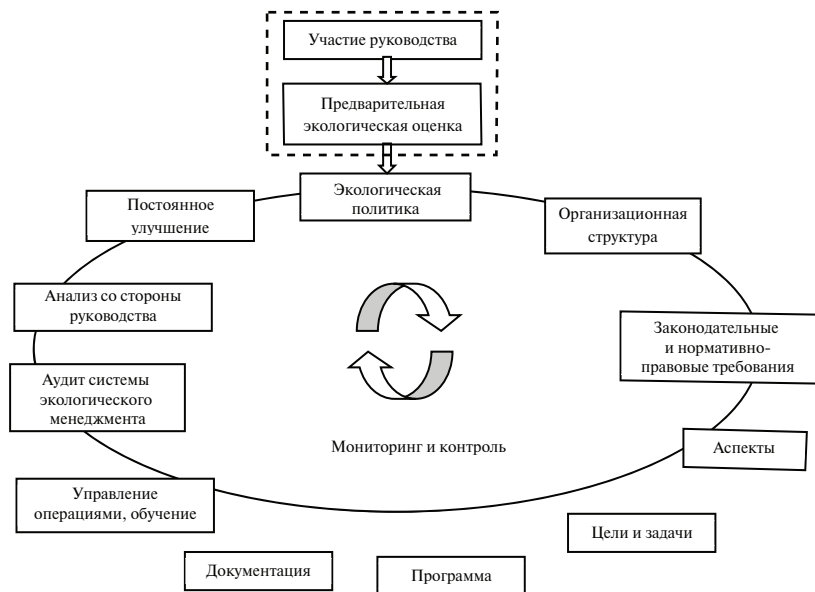 Участие руководства
Предварительная
экологическая оценка
Экологическая
политика
Постоянное
улучшение
Организационная
структура
Анализ со стороны
руководства
Законодательные
и нормативно-
правовые требования
Аудит системы
экологического
менеджмента
Мониторинг и контроль
Аспекты
Управление
операциями, обучение
Цели и задачи
Документация
Программа